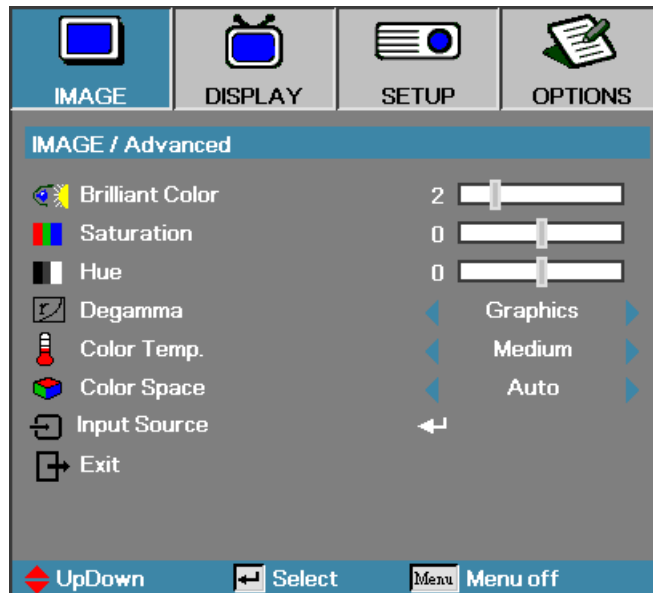 IMAGE DISPLAY SETUP OPTIONS
IMAGE / Advanced
Brilliant Color 2
Saturation 0
Hue 0
Degamma Graphics
Color Temp. Medium
Color Space Auto
Input Source
Exit
UpDown Select Menu Menu off